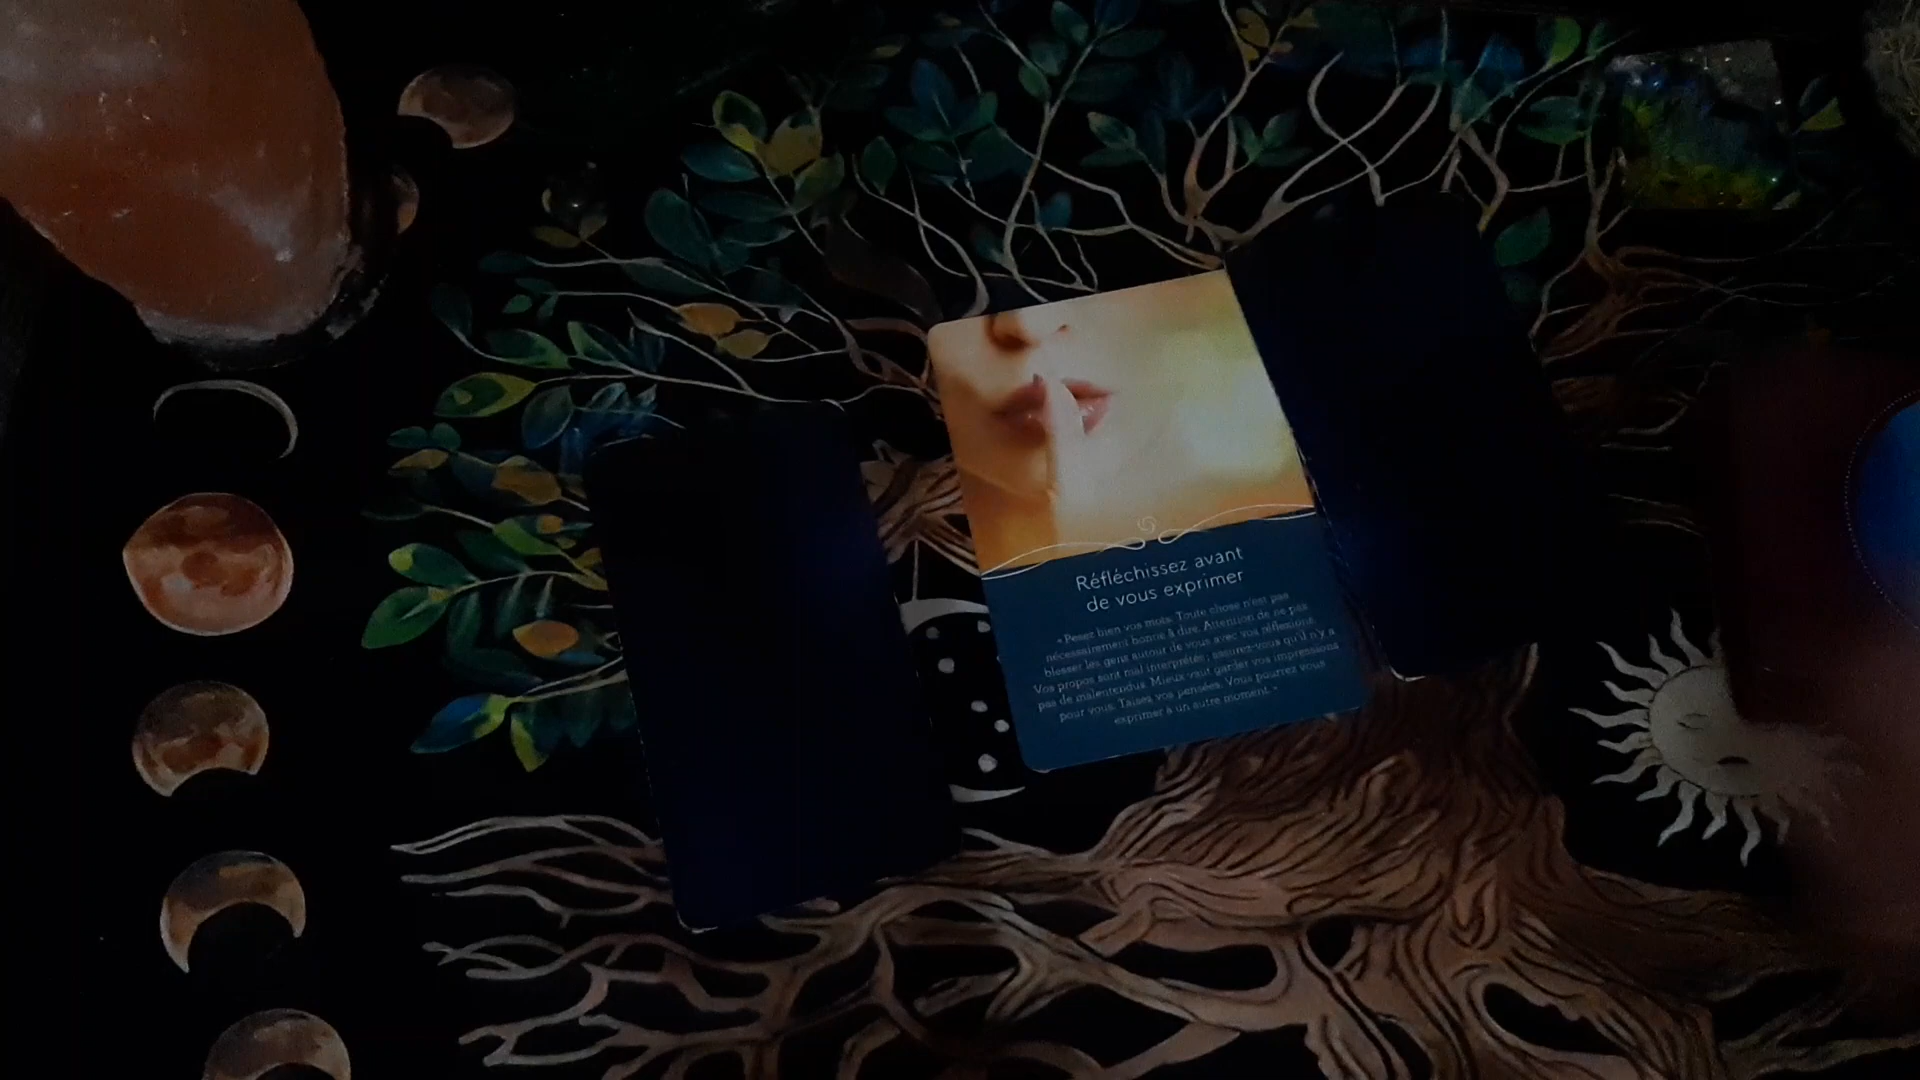 Réfléchissez avant
de vous exprimer
« Pesez bien vos mots. Toute chose n'est pas
nécessairement bonne à dire. Attention de ne pas
blesser les gens autour de vous avec vos réflexions.
Vos propos sont mal interprétés ; assurez-vous qu'il n'y a
pas de malentendus. Mieux vaut garder vos impressions
pour vous. Taisez vos pensées. Vous pourrez vous
exprimer à un autre moment. »